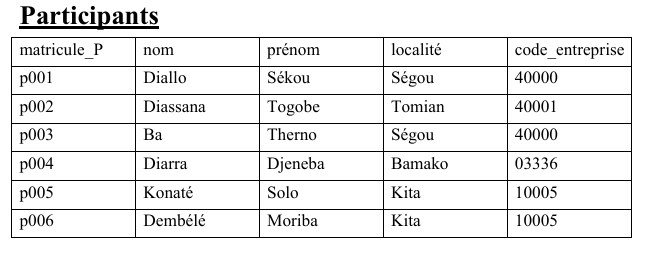 Participants
matricule_P nom prénom localité code_entreprise
p001 Diallo Sékou Ségou 40000
p002 Diassana Togobe Tomian 40001
p003 Ba Therno Ségou 40000
p004 Diarra Djeneba Bamako 03336
p005 Konaté Solo Kita 10005
p006 Dembélé Moriba Kita 10005